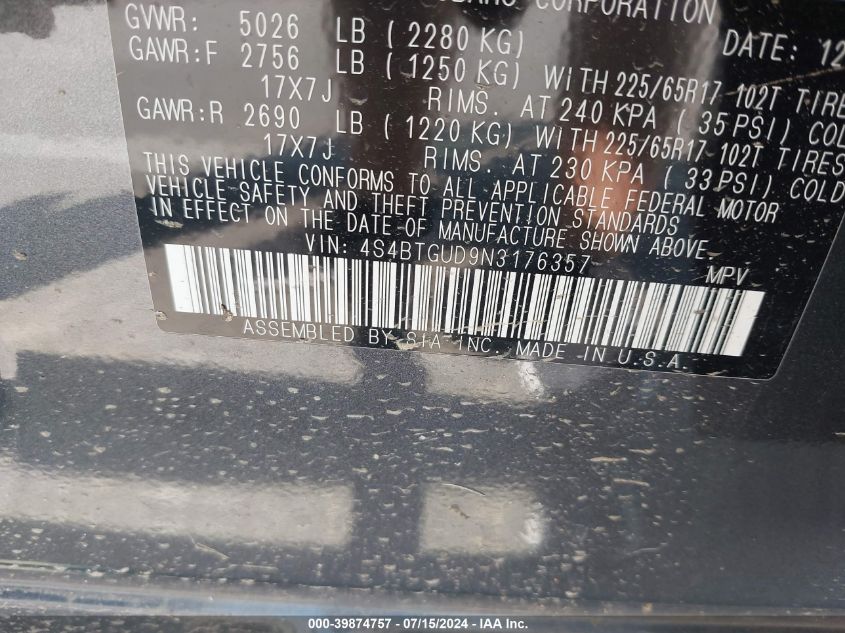 CORPORATION
GVWR: 5026 LB ( 2280 KG) DATE: 12
GAWR:F 2756 LB ( 1250 KG) WITH 225/65R17 102T TIRE
17X7J RIMS. AT 240 KPA ( 35 PSI) COL
GAWR:R 2690 LB ( 1220 KG) WITH 225/65R17 102T TIRES
17X7J RIMS. AT 230 KPA ( 33 PSI) COLD
THIS VEHICLE CONFORMS TO ALL APPLICABLE FEDERAL MOTOR
VEHICLE SAFETY AND THEFT PREVENTION STANDARDS
IN EFFECT ON THE DATE OF MANUFACTURE SHOWN ABOVE.
VIN: 4S4BTGUD9N3176357 MPV
ASSEMBLED BY SIA-INC. MADE IN U.S.A.
000-39874757 - 07/15/2024 - IAA Inc.